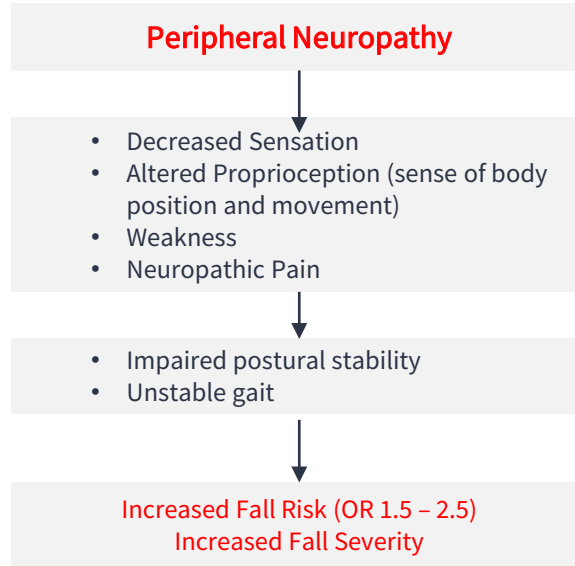 Peripheral Neuropathy
• Decreased Sensation
• Altered Proprioception (sense of body
position and movement)
• Weakness
• Neuropathic Pain
• Impaired postural stability
• Unstable gait
Increased Fall Risk (OR 1.5 – 2.5)
Increased Fall Severity